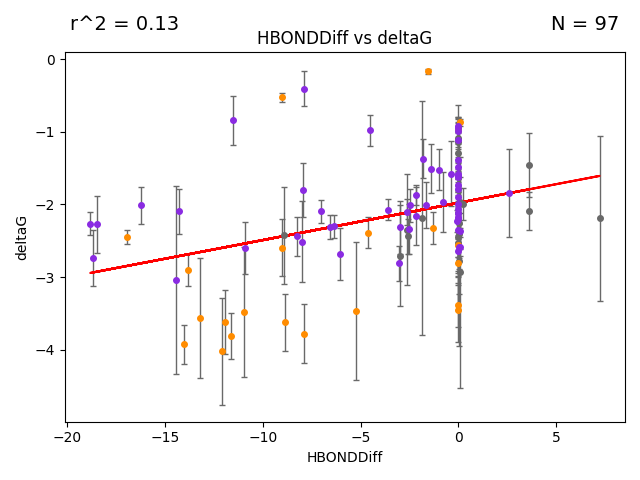 r^2 = 0.13
N = 97
HBONDDiff vs deltaG
deltaG
0
−1
−2
−3
−4
−20
−15
−10
−5
0
5
HBONDDiff